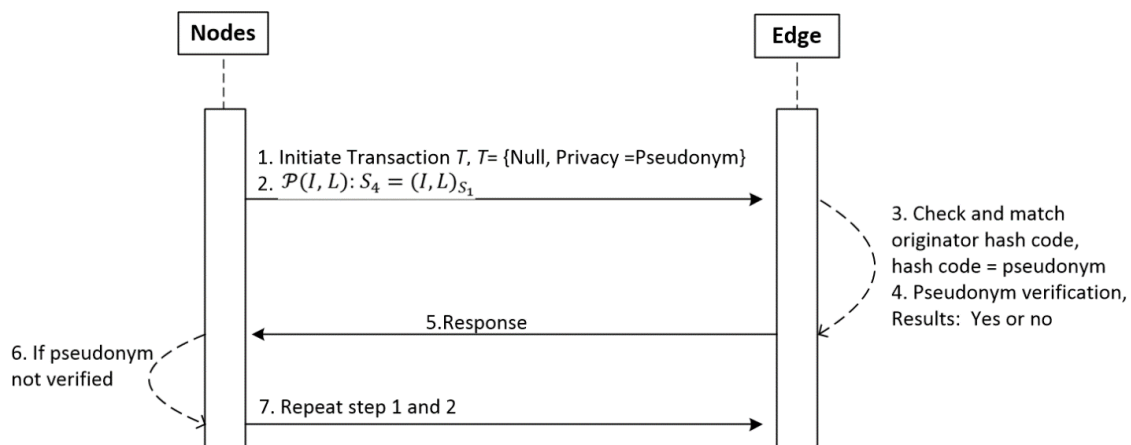 Nodes
Edge
1. Initiate Transaction T, T= {Null, Privacy =Pseudonym}
2. 𝒫(I, L): S₄ = (I, L)S₁
3. Check and match
originator hash code,
hash code = pseudonym
4. Pseudonym verification,
Results: Yes or no
5.Response
6. If pseudonym
not verified
7. Repeat step 1 and 2